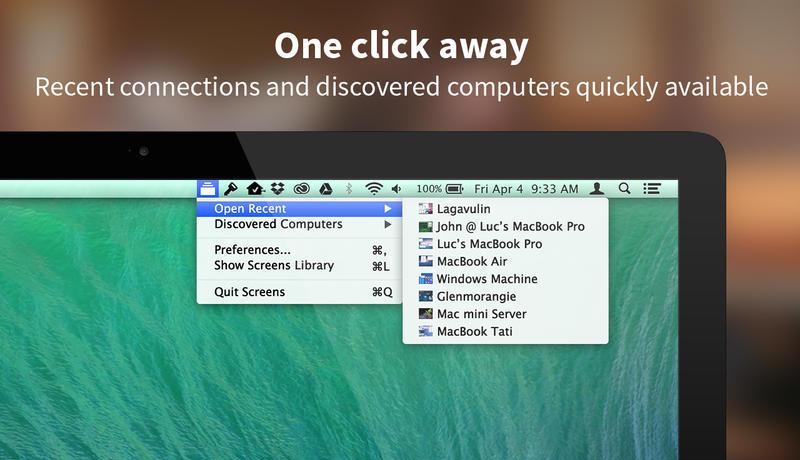 One click away
Recent connections and discovered computers quickly available
100% Fri Apr 4 9:33 AM
Open Recent
Discovered Computers
Preferences... ⌘,
Show Screens Library ⌘L
Quit Screens ⌘Q
Lagavulin
John @ Luc's MacBook Pro
Luc's MacBook Pro
MacBook Air
Windows Machine
Glenmorangie
Mac mini Server
MacBook Tati